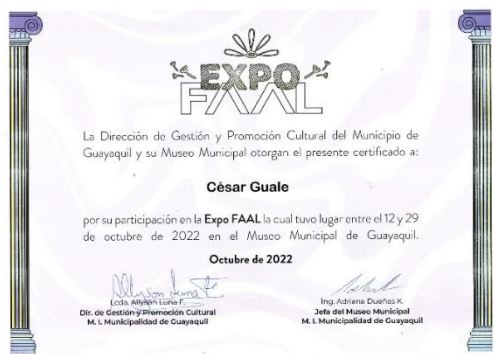 EXPO
FAAL
La Dirección de Gestión y Promoción Cultural del Municipio de
Guayaquil y su Museo Municipal otorgan el presente certificado a:
César Guale
por su participación en la Expo FAAL la cual tuvo lugar entre el 12 y 29
de octubre de 2022 en el Museo Municipal de Guayaquil.
Octubre de 2022
Lcda. Allyson Luna F.
Dir. de Gestión y Promoción Cultural
M. I. Municipalidad de Guayaquil
Ing. Adriana Dueñas K.
Jefa del Museo Municipal
M. I. Municipalidad de Guayaquil